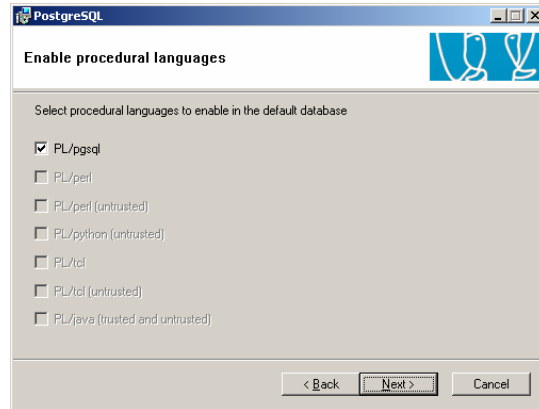 PostgreSQL
Enable procedural languages
Select procedural languages to enable in the default database
PL/pgsql
PL/perl
PL/perl (untrusted)
PL/python (untrusted)
PL/tcl
PL/tcl (untrusted)
PL/java (trusted and untrusted)
< Back Next > Cancel